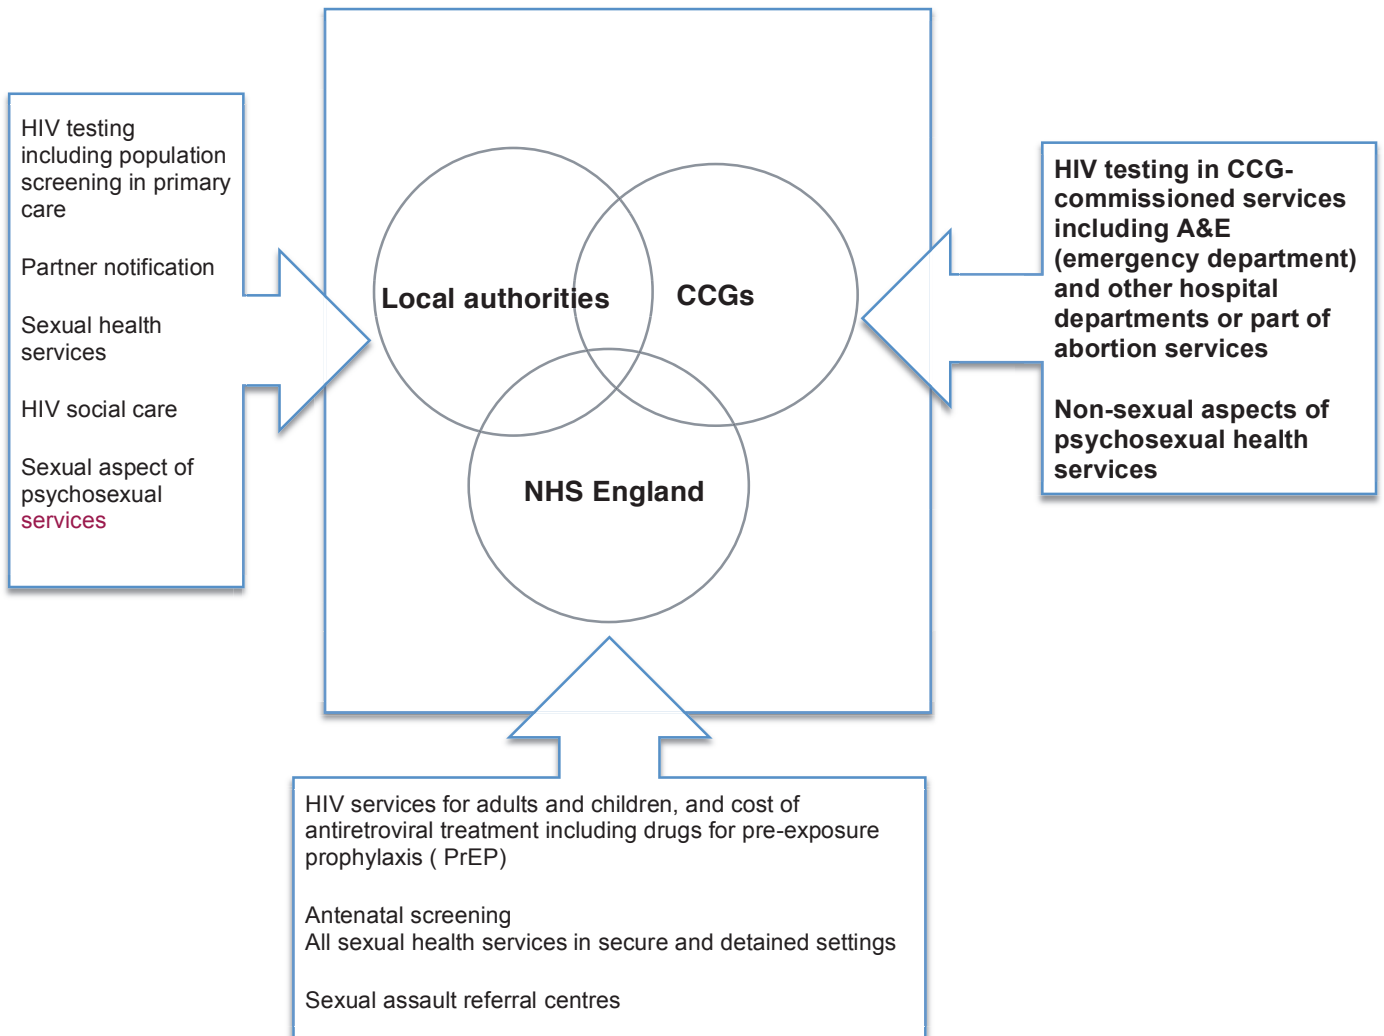 HIV testing
including population
screening in primary
care
Partner notification
Sexual health
services
HIV social care
Sexual aspect of
psychosexual
services
Local authorities
CCGs
NHS England
HIV testing in CCG-
commissioned services
including A&E
(emergency department)
and other hospital
departments or part of
abortion services
Non-sexual aspects of
psychosexual health
services
HIV services for adults and children, and cost of
antiretroviral treatment including drugs for pre-exposure
prophylaxis ( PrEP)
Antenatal screening
All sexual health services in secure and detained settings
Sexual assault referral centres